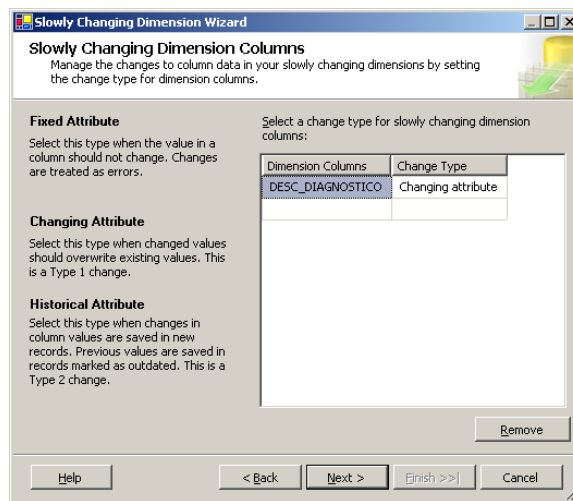 Slowly Changing Dimension Wizard
Slowly Changing Dimension Columns
Manage the changes to column data in your slowly changing dimensions by setting
the change type for dimension columns.
Fixed Attribute
Select this type when the value in a
column should not change. Changes
are treated as errors.
Changing Attribute
Select this type when changed values
should overwrite existing values. This
is a Type 1 change.
Historical Attribute
Select this type when changes in
column values are saved in new
records. Previous values are saved in
records marked as outdated. This is a
Type 2 change.
Select a change type for slowly changing dimension
columns:
Dimension Columns Change Type
DESC_DIAGNOSTICO Changing attribute
Remove
Help < Back Next > Finish >>| Cancel